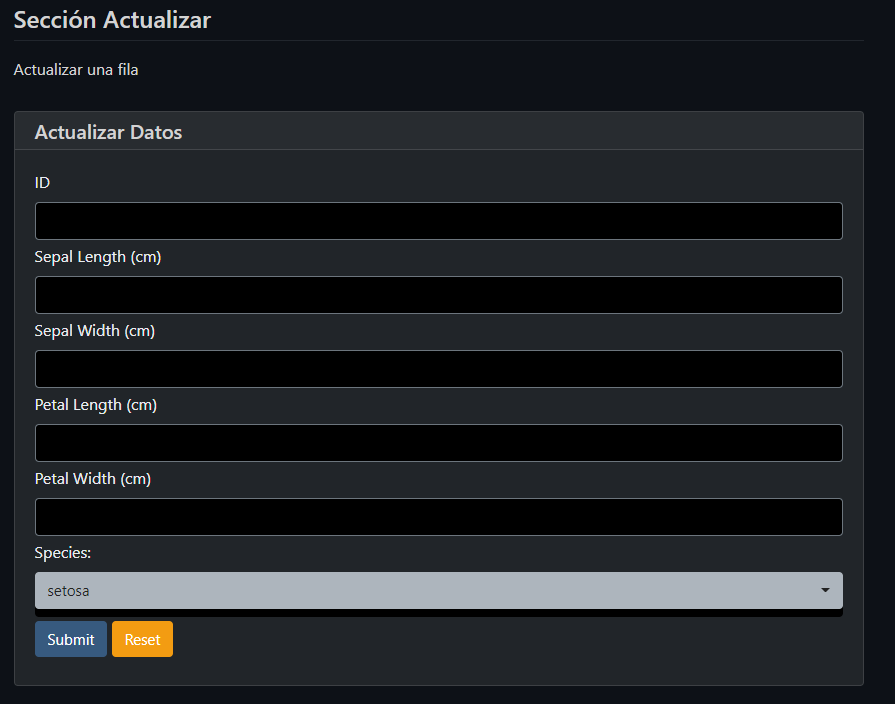 Sección Actualizar
Actualizar una fila
Actualizar Datos
ID
Sepal Length (cm)
Sepal Width (cm)
Petal Length (cm)
Petal Width (cm)
Species:
setosa
Submit Reset